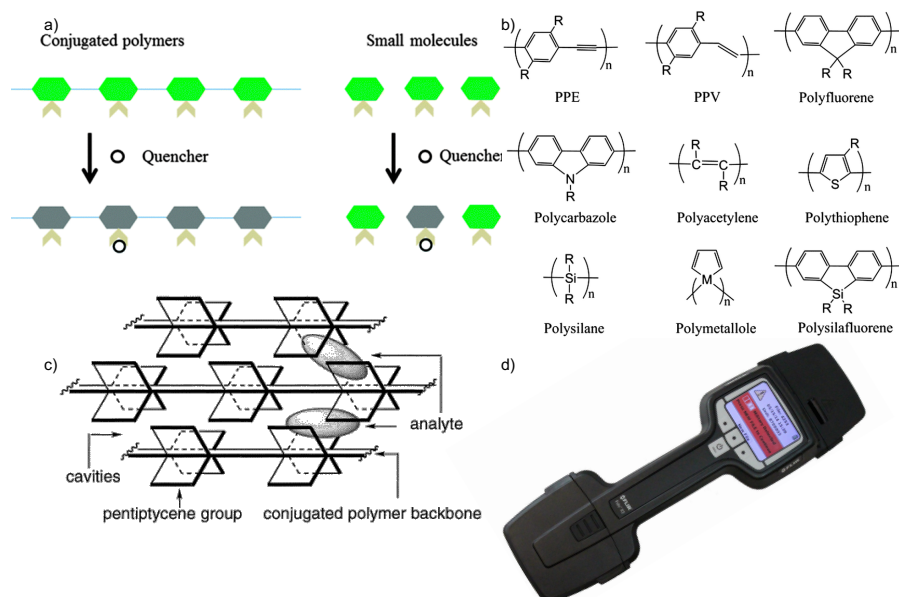 a)
Conjugated polymers
Small molecules
Quencher
Quencher
b)
R
R
n
PPE
R
R
n
PPV
R R
n
Polyfluorene
N
R
n
Polycarbazole
R
C C
R
n
Polyacetylene
R
S
n
Polythiophene
R
Si
R
n
Polysilane
M
n
Polymetallole
Si
R R
n
Polysilafluorene
c)
analyte
cavities
pentiptycene group
conjugated polymer backbone
d)
FLIR